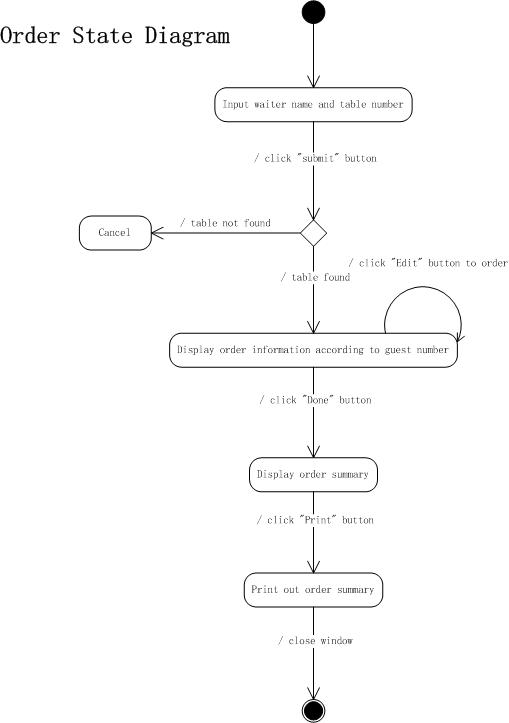 Order State Diagram
Input waiter name and table number
/ click "submit" button
/ table not found
Cancel
/ click "Edit" button to order
/ table found
Display order information according to guest number
/ click "Done" button
Display order summary
/ click "Print" button
Print out order summary
/ close window